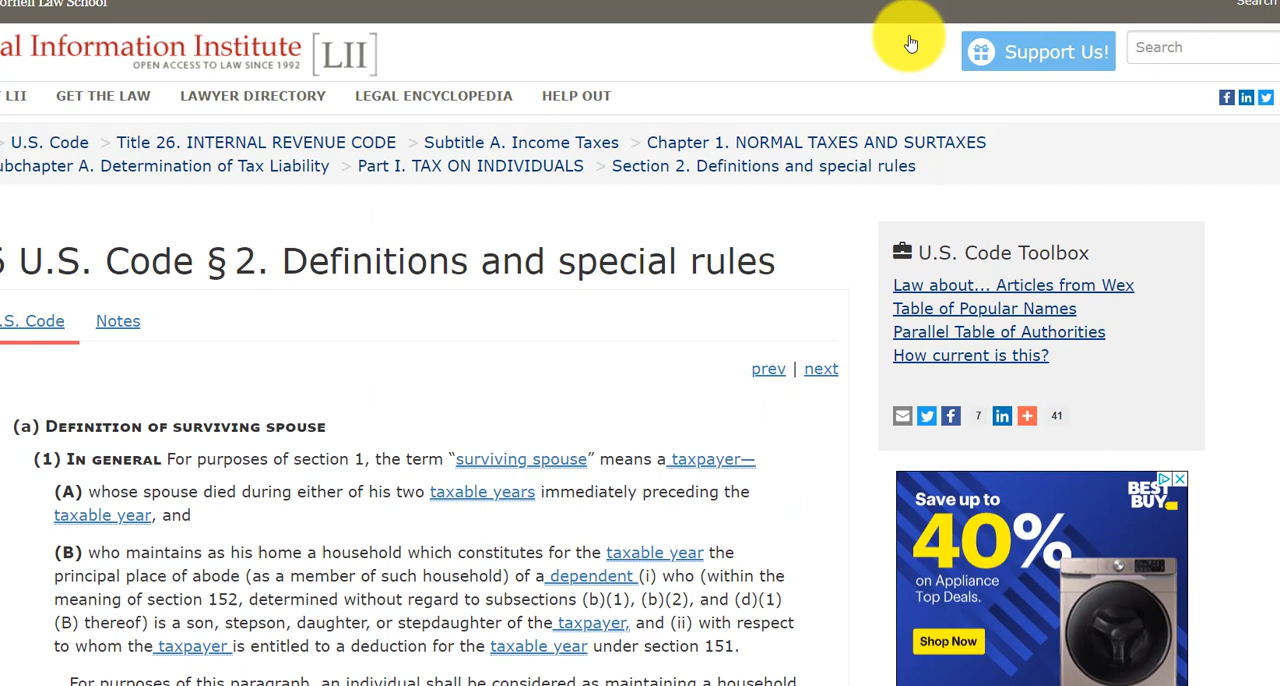 ornell Law School
Search
al Information Institute [LII]
OPEN ACCESS TO LAW SINCE 1992
Support Us!
Search
LII GET THE LAW LAWYER DIRECTORY LEGAL ENCYCLOPEDIA HELP OUT
> U.S. Code > Title 26. INTERNAL REVENUE CODE > Subtitle A. Income Taxes > Chapter 1. NORMAL TAXES AND SURTAXES
ubchapter A. Determination of Tax Liability > Part I. TAX ON INDIVIDUALS > Section 2. Definitions and special rules
U.S. Code § 2. Definitions and special rules
.S. Code Notes
prev | next
(a) DEFINITION OF SURVIVING SPOUSE
(1) IN GENERAL For purposes of section 1, the term “surviving spouse” means a taxpayer—
(A) whose spouse died during either of his two taxable years immediately preceding the
taxable year, and
(B) who maintains as his home a household which constitutes for the taxable year the
principal place of abode (as a member of such household) of a dependent (i) who (within the
meaning of section 152, determined without regard to subsections (b)(1), (b)(2), and (d)(1)
(B) thereof) is a son, stepson, daughter, or stepdaughter of the taxpayer, and (ii) with respect
to whom the taxpayer is entitled to a deduction for the taxable year under section 151.
For purposes of this paragraph, an individual shall be considered as maintaining a household
U.S. Code Toolbox
Law about... Articles from Wex
Table of Popular Names
Parallel Table of Authorities
How current is this?
7 41
Save up to
40%
on Appliance
Top Deals.
Shop Now
BEST
BUY